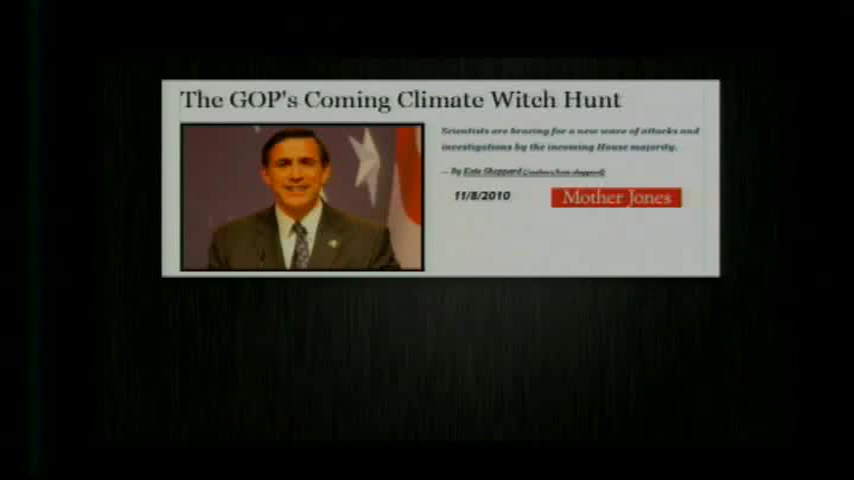 The GOP's Coming Climate Witch Hunt
Scientists are bracing for a new wave of attacks and
investigations by the incoming House majority.
— By Kate Sheppard
11/8/2010
Mother Jones